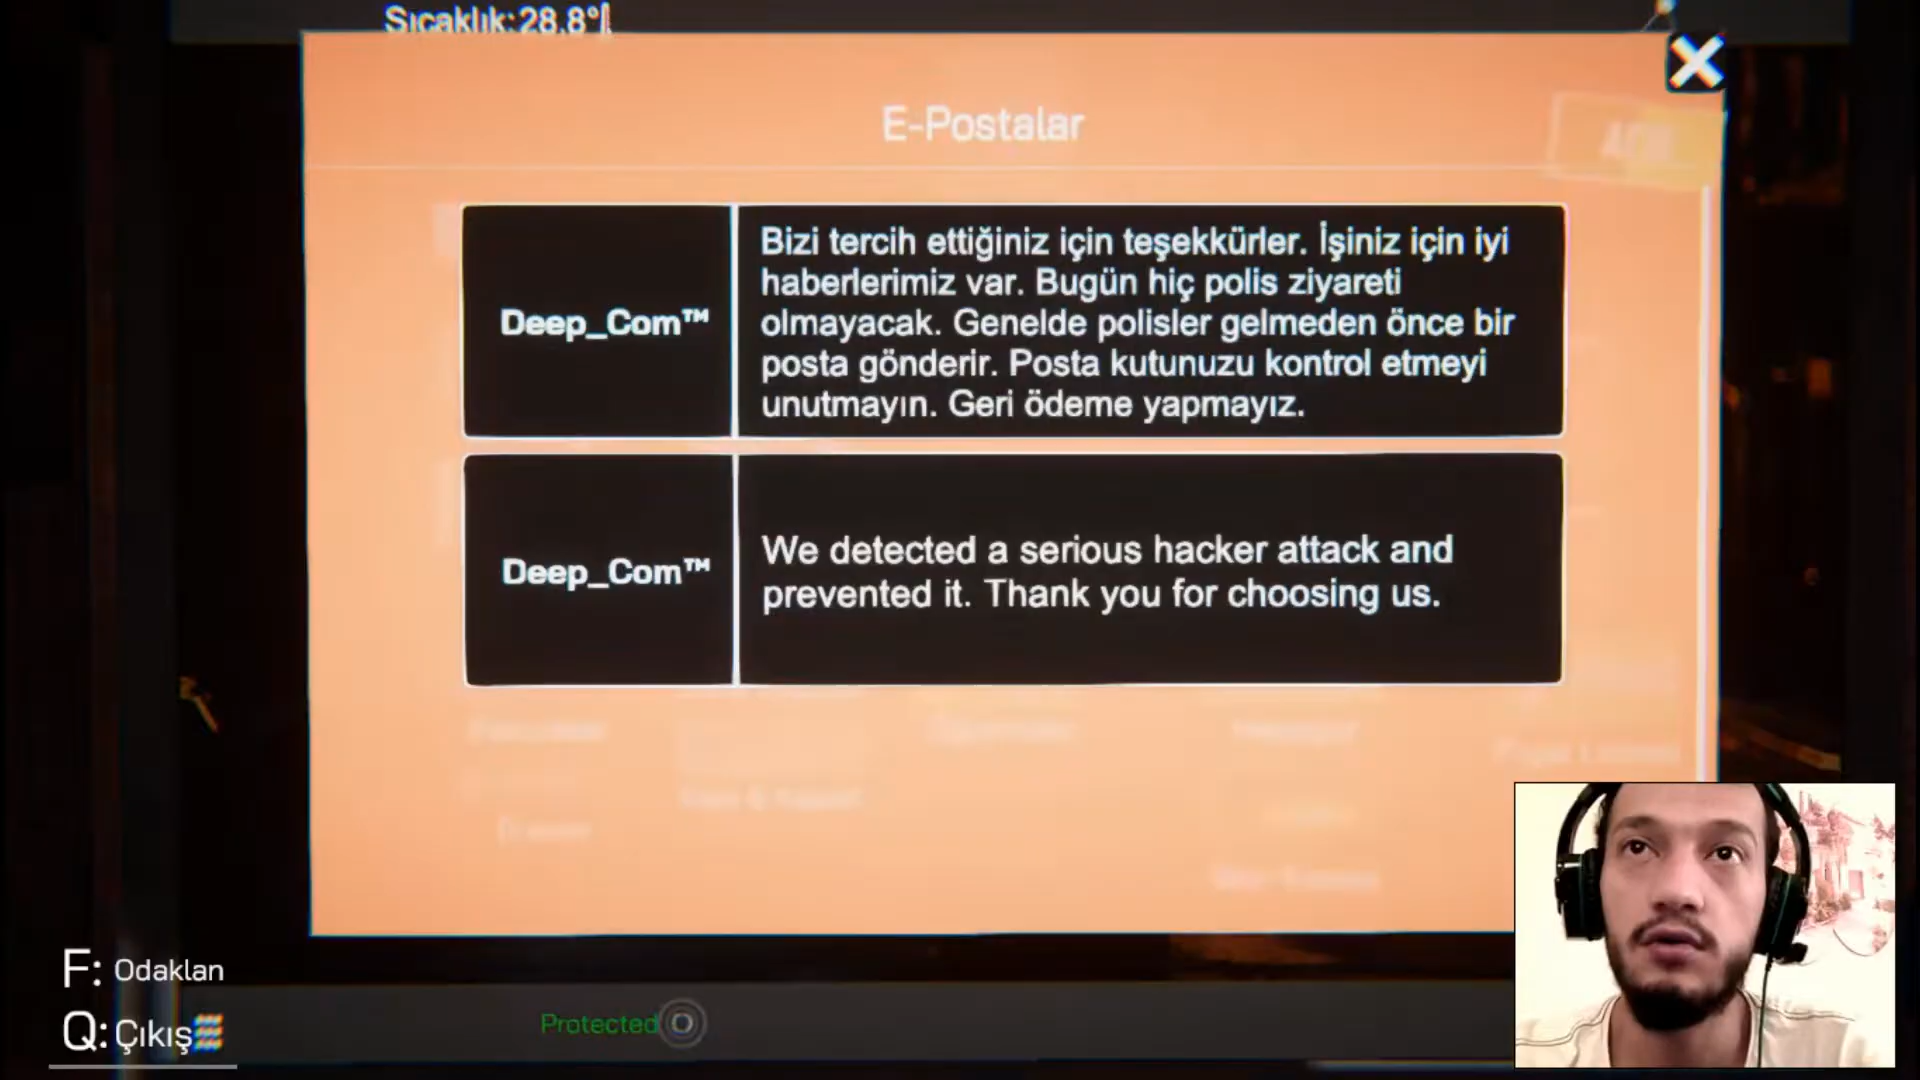 Sıcaklık: 28.8°
E-Postalar
Deep_Com™
Bizi tercih ettiğiniz için teşekkürler. İşiniz için iyi
haberlerimiz var. Bugün hiç polis ziyareti
olmayacak. Genelde polisler gelmeden önce bir
posta gönderir. Posta kutunuzu kontrol etmeyi
unutmayın. Geri ödeme yapmayız.
Deep_Com™
We detected a serious hacker attack and
prevented it. Thank you for choosing us.
F: Odaklan
Q: Çıkış
Protected